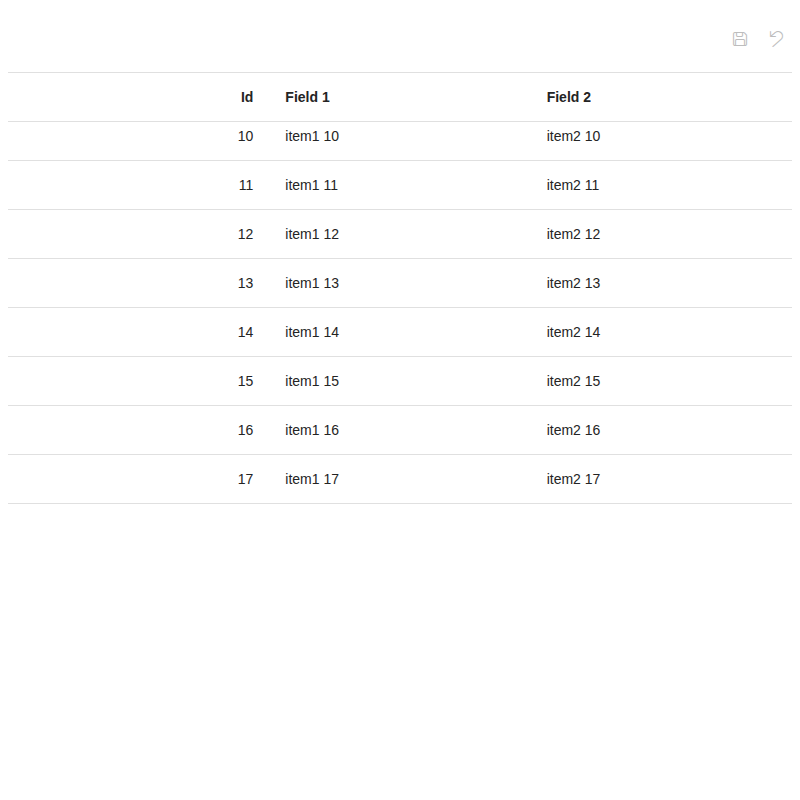 Id Field 1 Field 2
10 item1 10 item2 10
11 item1 11 item2 11
12 item1 12 item2 12
13 item1 13 item2 13
14 item1 14 item2 14
15 item1 15 item2 15
16 item1 16 item2 16
17 item1 17 item2 17